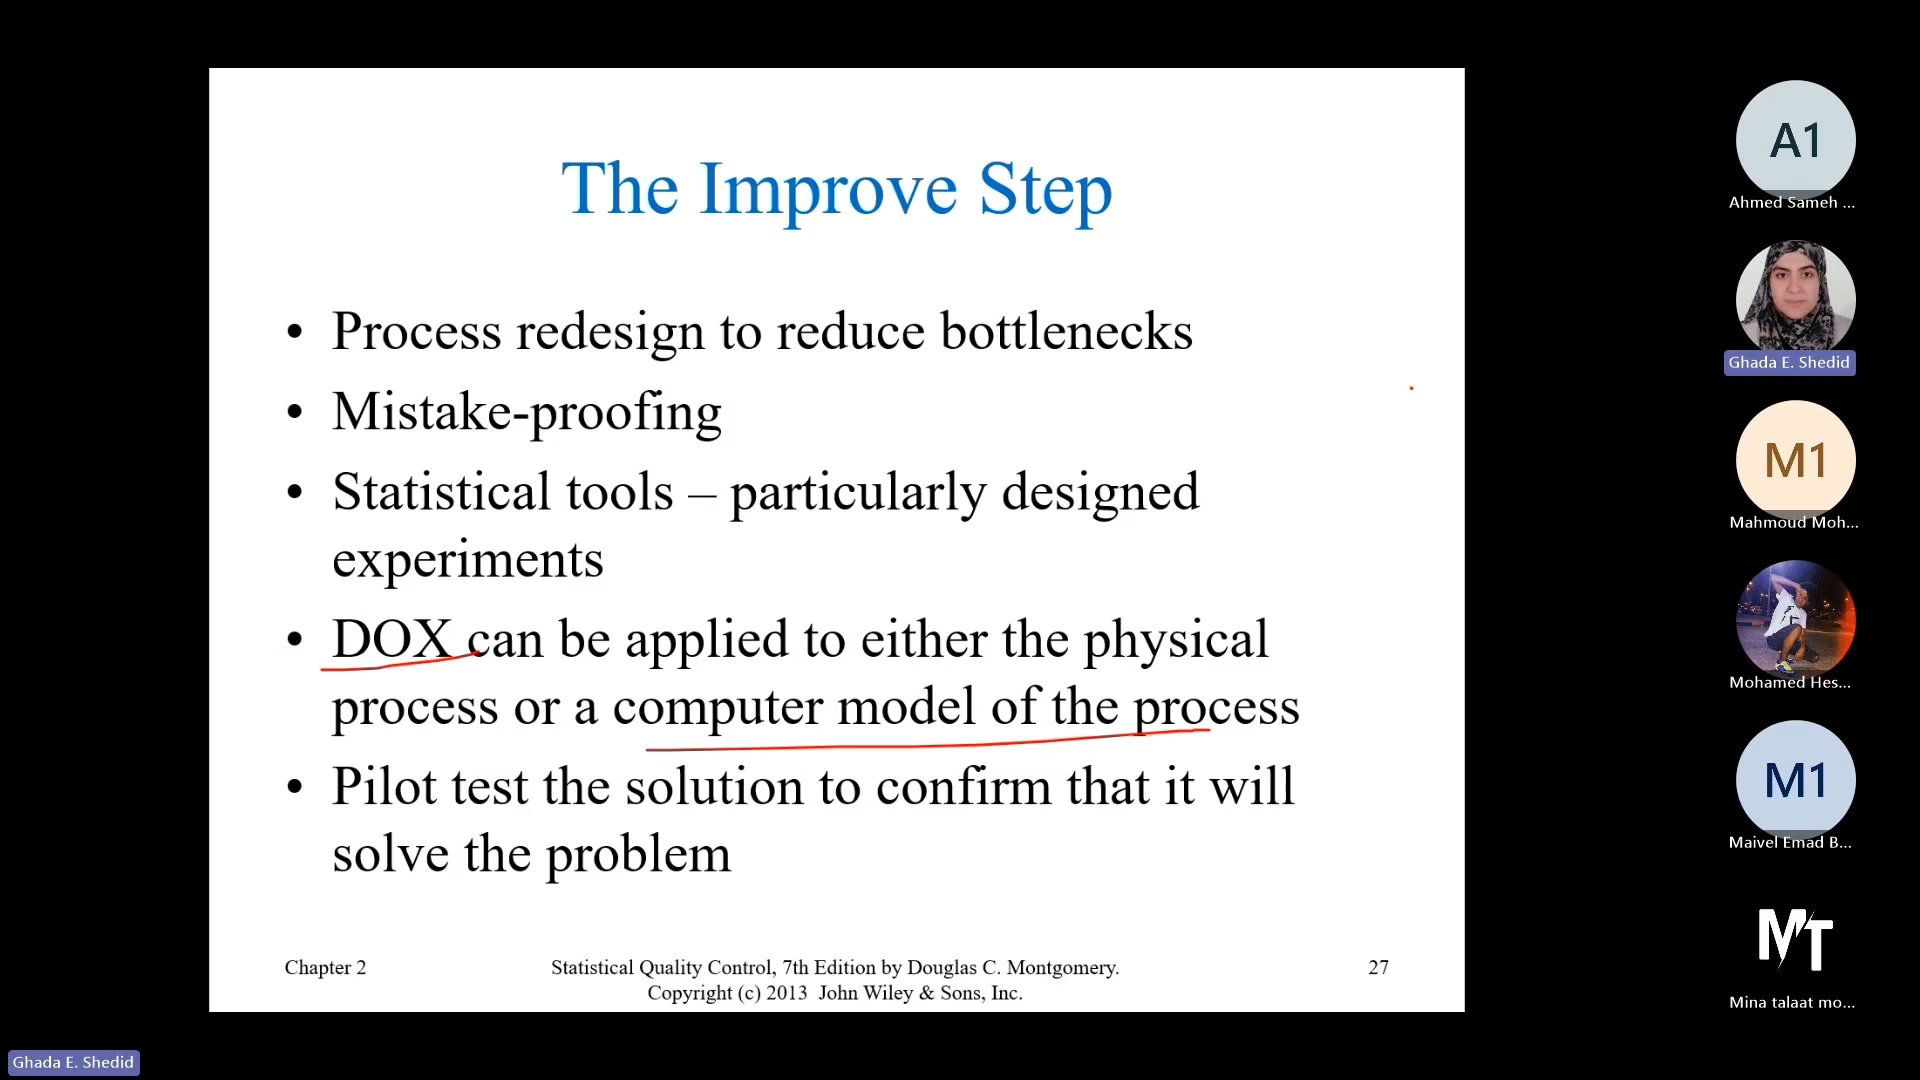 The Improve Step
• Process redesign to reduce bottlenecks
• Mistake-proofing
• Statistical tools – particularly designed
experiments
• DOX can be applied to either the physical
process or a computer model of the process
• Pilot test the solution to confirm that it will
solve the problem
Chapter 2
Statistical Quality Control, 7th Edition by Douglas C. Montgomery.
Copyright (c) 2013 John Wiley & Sons, Inc.
27
A1
Ahmed Sameh ...
Ghada E. Shedid
M1
Mahmoud Moh...
Mohamed Hes...
M1
Maivel Emad B...
MT
Mina talaat mo...
Ghada E. Shedid